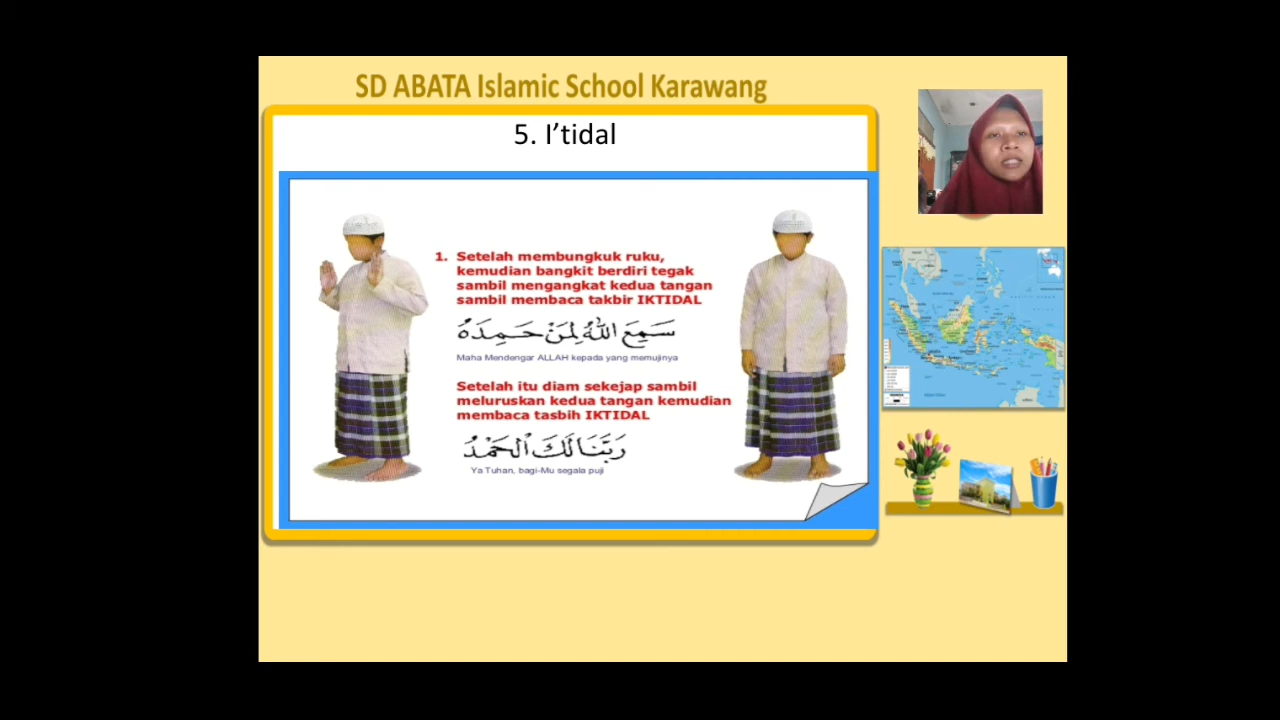 SD ABATA Islamic School Karawang
5. I’tidal
1. Setelah membungkuk ruku,
kemudian bangkit berdiri tegak
sambil mengangkat kedua tangan
sambil membaca takbir IKTIDAL
سَمِعَ اللّٰهُ لِمَنْ حَمِدَهُ
Maha Mendengar ALLAH kepada yang memujinya
Setelah itu diam sekejap sambil
meluruskan kedua tangan kemudian
membaca tasbih IKTIDAL
رَبَّنَا لَكَ الْحَمْدُ
Ya Tuhan, bagi-Mu segala puji